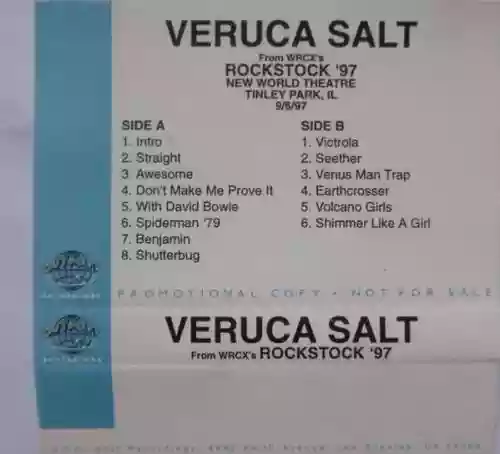 VERUCA SALT
From WRCX's
ROCKSTOCK '97
NEW WORLD THEATRE
TINLEY PARK, IL
9/6/97
SIDE A
1. Intro
2. Straight
3. Awesome
4. Don't Make Me Prove It
5. With David Bowie
6. Spiderman '79
7. Benjamin
8. Shutterbug
SIDE B
1. Victrola
2. Seether
3. Venus Man Trap
4. Earthcrosser
5. Volcano Girls
6. Shimmer Like A Girl
PROMOTIONAL COPY • NOT FOR SALE
VERUCA SALT
From WRCX's ROCKSTOCK '97